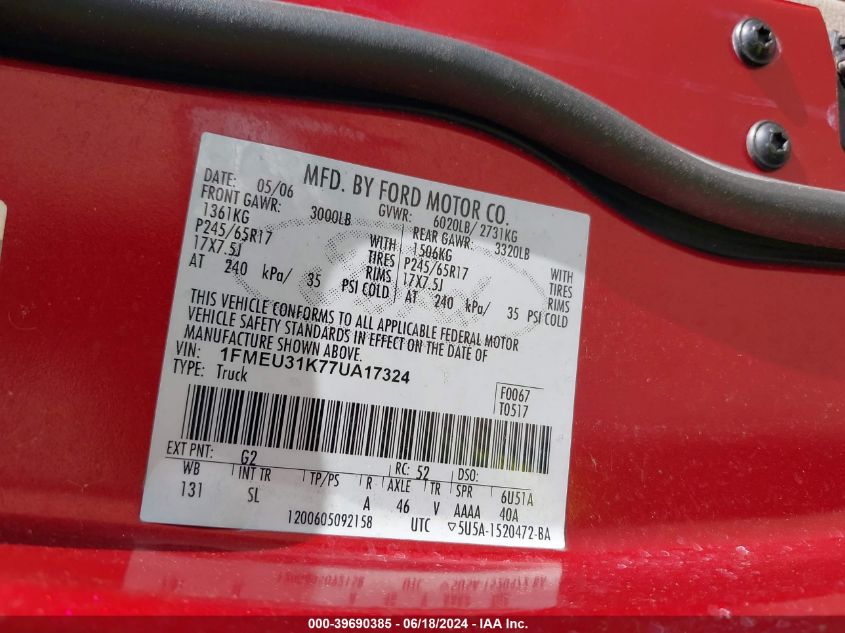 DATE: 05/06 MFD. BY FORD MOTOR CO.
FRONT GAWR: 3000LB GVWR: 6020LB/ 2731KG
1361KG WITH REAR GAWR: 3320LB
P245/65R17 TIRES 1506KG WITH
17X7.5J RIMS P245/65R17 TIRES
AT 240 kPa/ 35 PSI COLD 17X7.5J RIMS
AT 240 kPa/ 35 PSI COLD
THIS VEHICLE CONFORMS TO ALL APPLICABLE FEDERAL MOTOR
VEHICLE SAFETY STANDARDS IN EFFECT ON THE DATE OF
MANUFACTURE SHOWN ABOVE.
VIN: 1FMEU31K77UA17324
TYPE: Truck
F0067
T0517
EXT PNT: G2 RC: 52 DSO:
WB INT TR TP/PS R AXLE TR SPR 6U51A
131 SL A 46 V AAAA 40A
1200605092158 UTC ▽5U5A-1520472-BA
000-39690385 - 06/18/2024 - IAA Inc.